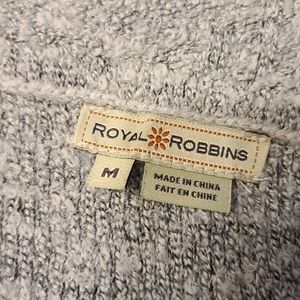 ROYAL ROBBINS
M
MADE IN CHINA
FAIT EN CHINE